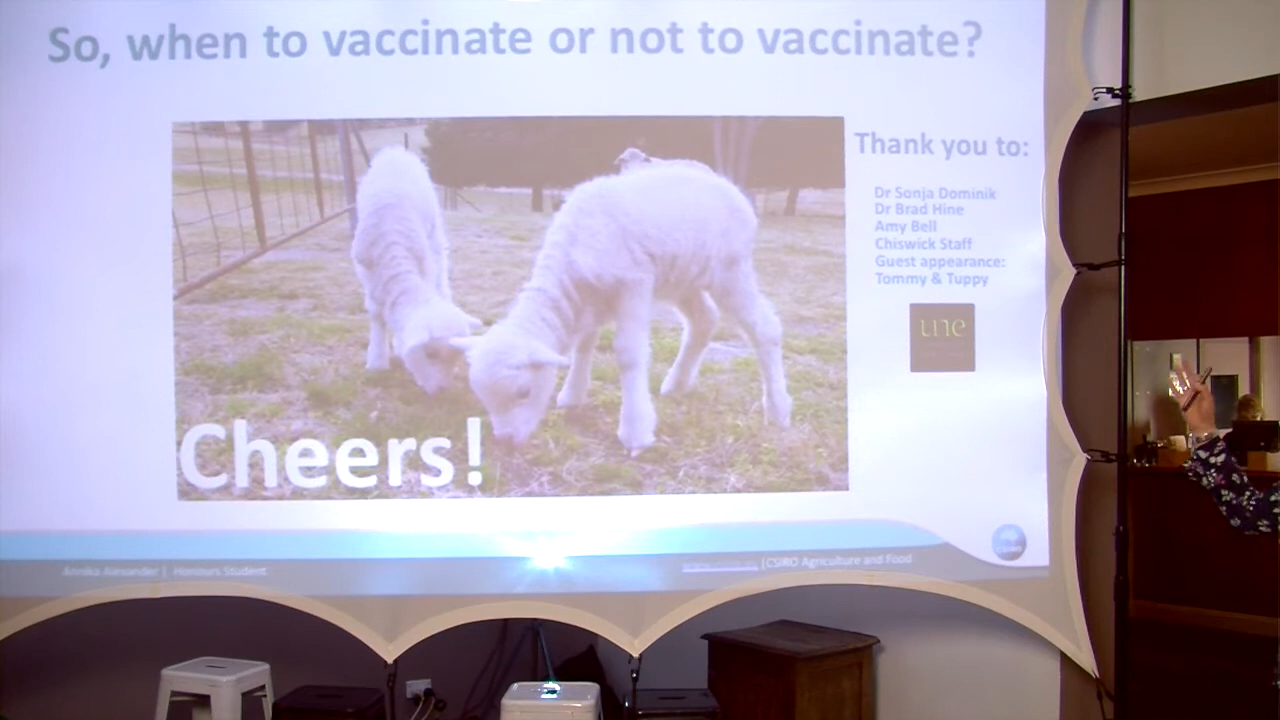 So, when to vaccinate or not to vaccinate?
Thank you to:
Dr Sonja Dominik
Dr Brad Hine
Amy Bell
Chiswick Staff
Guest appearance:
Tommy & Tuppy
une
Cheers!
Annika Alexander | Honours Student
|CSIRO Agriculture and Food
CSIRO